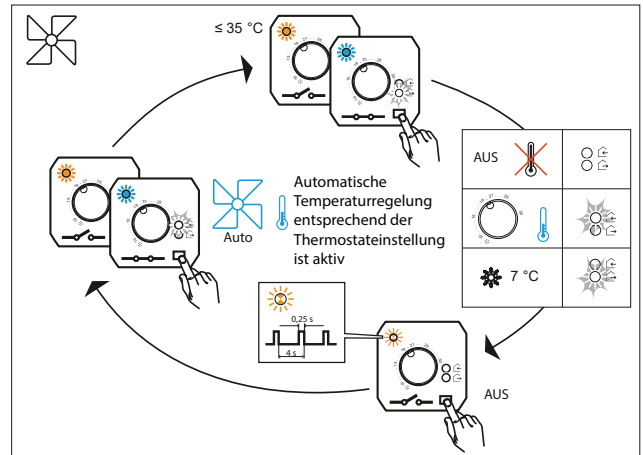 ≤ 35 °C
AUS
Automatische
Temperaturregelung
entsprechend der
Thermostateinstellung
ist aktiv
Auto
7 °C
0,25 s
4 s
AUS